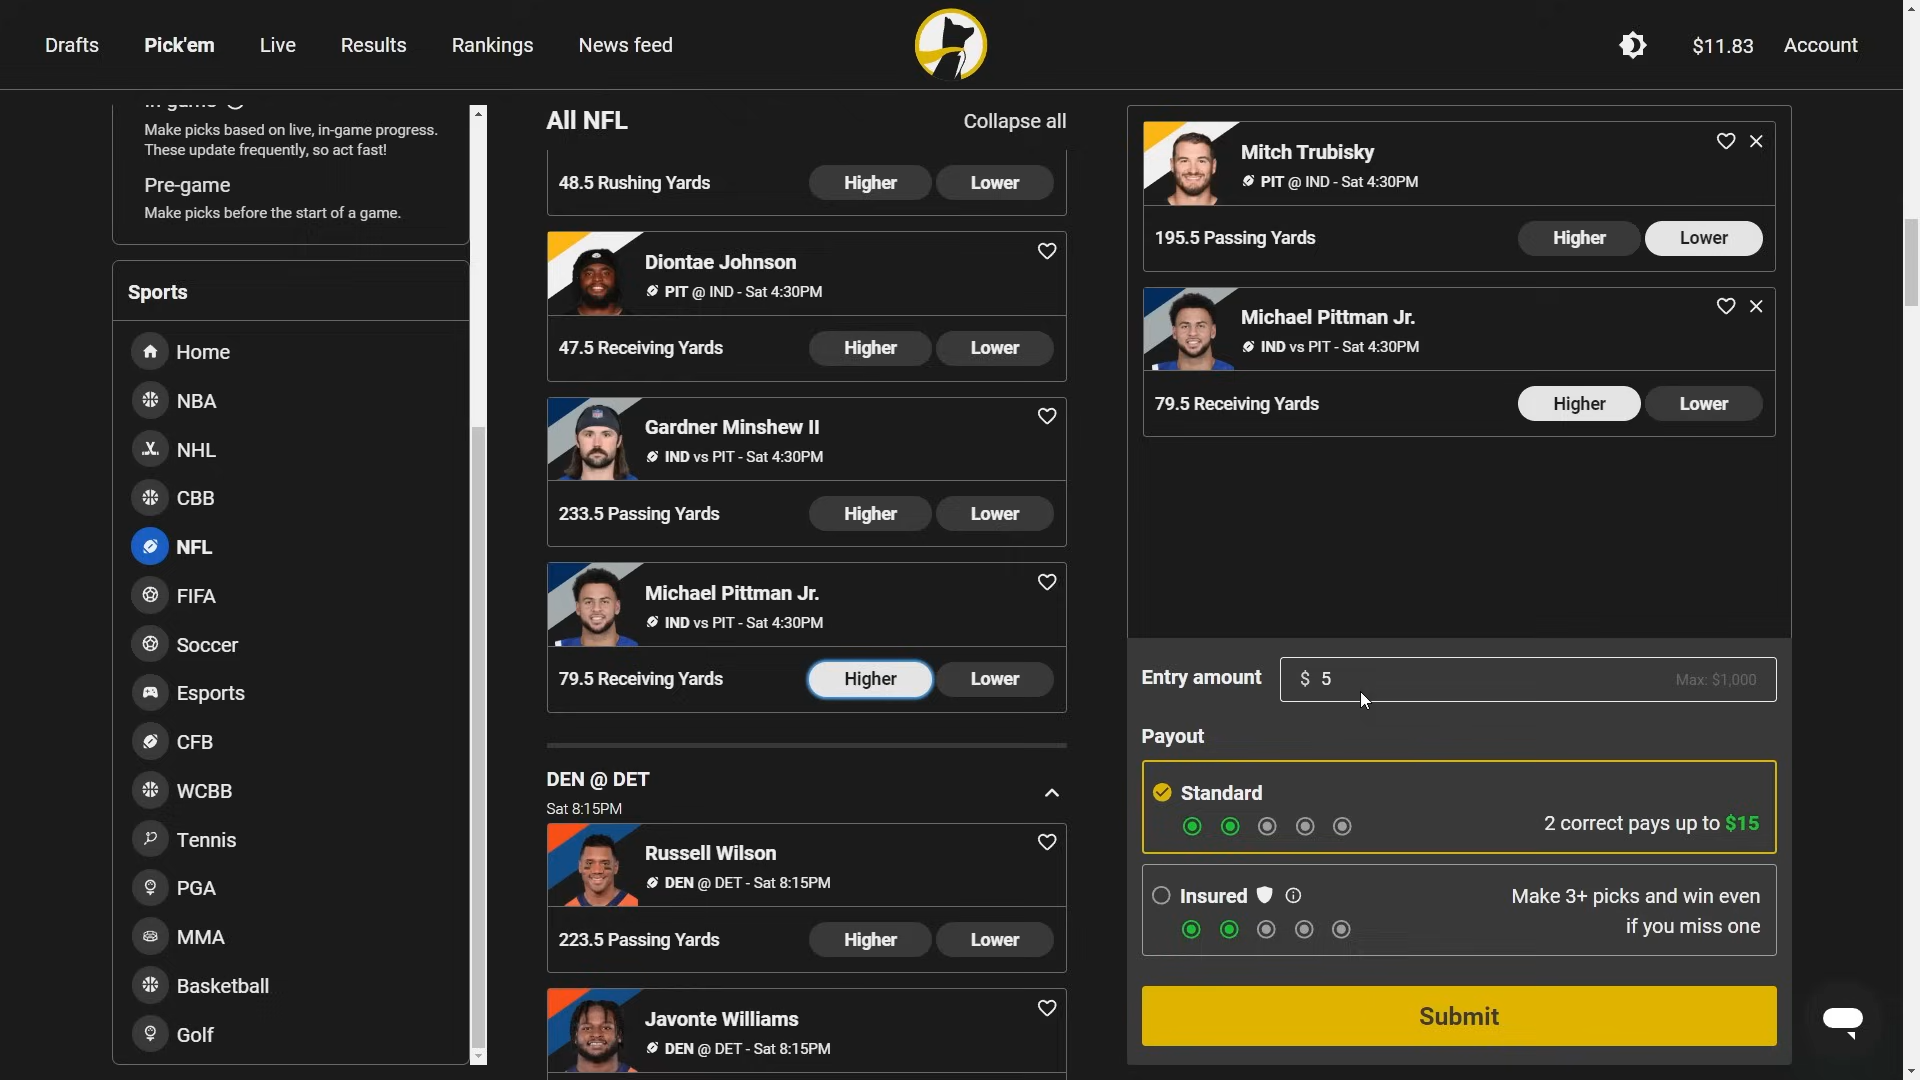 Drafts
Pick'em
Live
Results
Rankings
News feed
$11.83
Account
In-game
Make picks based on live, in-game progress.
These update frequently, so act fast!
Pre-game
Make picks before the start of a game.
Sports
Home
NBA
NHL
CBB
NFL
FIFA
Soccer
Esports
CFB
WCBB
Tennis
PGA
MMA
Basketball
Golf
All NFL
Collapse all
48.5 Rushing Yards
Higher
Lower
Diontae Johnson
PIT @ IND - Sat 4:30PM
47.5 Receiving Yards
Higher
Lower
Gardner Minshew II
IND vs PIT - Sat 4:30PM
233.5 Passing Yards
Higher
Lower
Michael Pittman Jr.
IND vs PIT - Sat 4:30PM
79.5 Receiving Yards
Higher
Lower
DEN @ DET
Sat 8:15PM
Russell Wilson
DEN @ DET - Sat 8:15PM
223.5 Passing Yards
Higher
Lower
Javonte Williams
DEN @ DET - Sat 8:15PM
Mitch Trubisky
PIT @ IND - Sat 4:30PM
195.5 Passing Yards
Higher
Lower
Michael Pittman Jr.
IND vs PIT - Sat 4:30PM
79.5 Receiving Yards
Higher
Lower
Entry amount
$ 5
Max: $1,000
Payout
Standard
2 correct pays up to $15
Insured
Make 3+ picks and win even
if you miss one
Submit